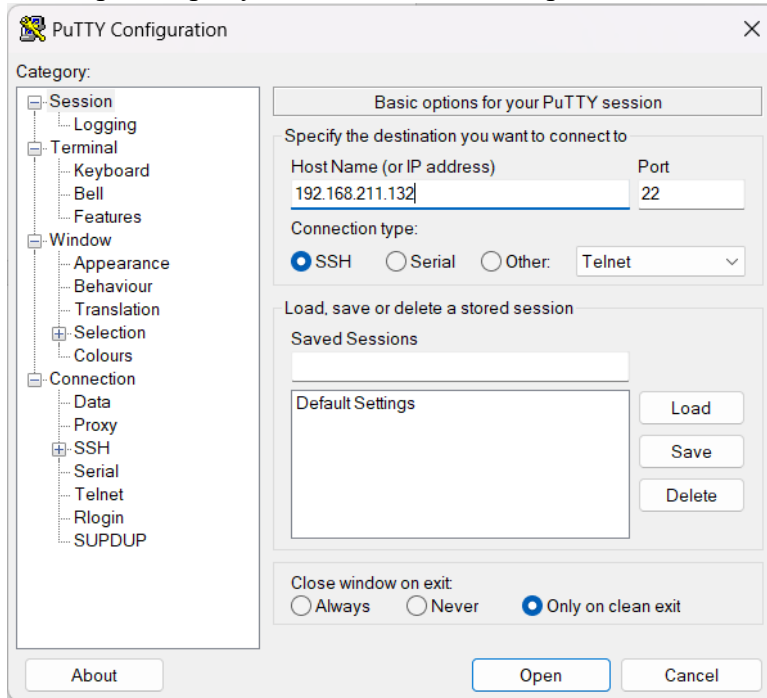 PuTTY Configuration
Category:
Session
Logging
Terminal
Keyboard
Bell
Features
Window
Appearance
Behaviour
Translation
Selection
Colours
Connection
Data
Proxy
SSH
Serial
Telnet
Rlogin
SUPDUP
Basic options for your PuTTY session
Specify the destination you want to connect to
Host Name (or IP address) Port
192.168.211.132 22
Connection type:
SSH Serial Other: Telnet
Load, save or delete a stored session
Saved Sessions
Default Settings
Load
Save
Delete
Close window on exit:
Always Never Only on clean exit
About Open Cancel